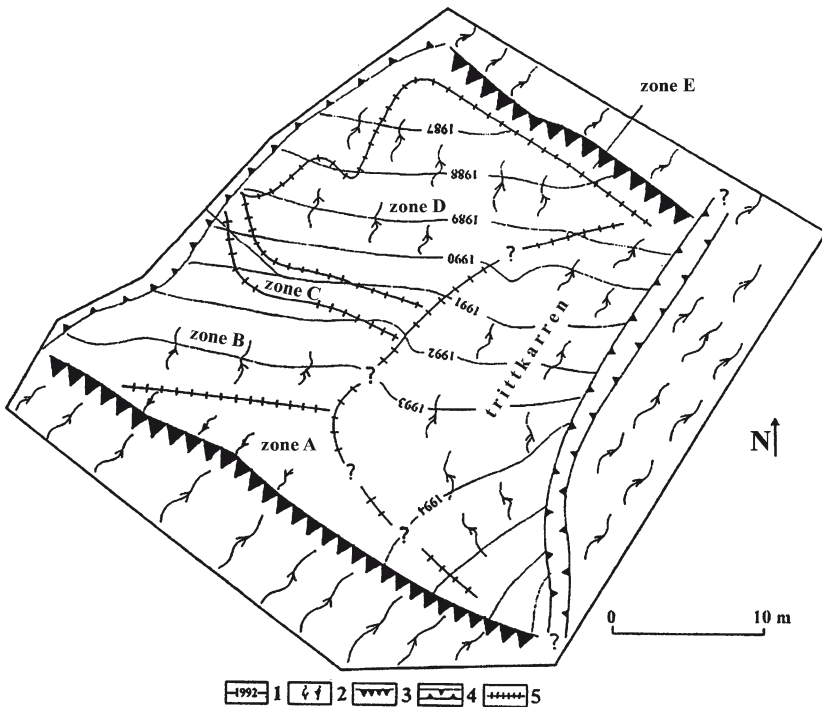 zone E
1987
1988
zone D
1989
?
?
1990
zone C
1991
trittkarren
1992
zone B
?
1993
zone A
N
?
1994
?
0 10 m
?
1992 1 2 3 4 5